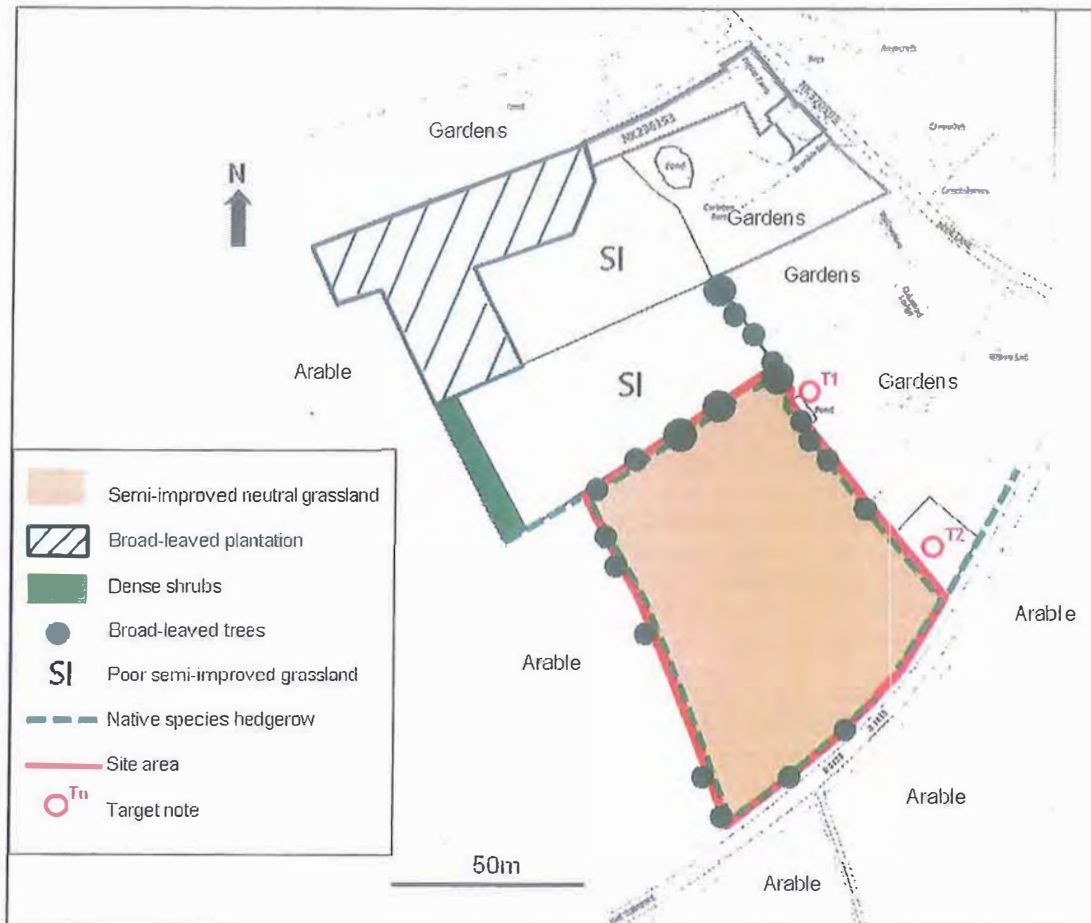 Gardens
N
Pond
Gardens
SI
Gardens
Arable
SI
T1
Gardens
Pond
Semi-improved neutral grassland
Broad-leaved plantation
Dense shrubs
Broad-leaved trees
SI Poor semi-improved grassland
Native species hedgerow
Site area
Tn Target note
T2
Arable
Arable
Arable
50m
Arable